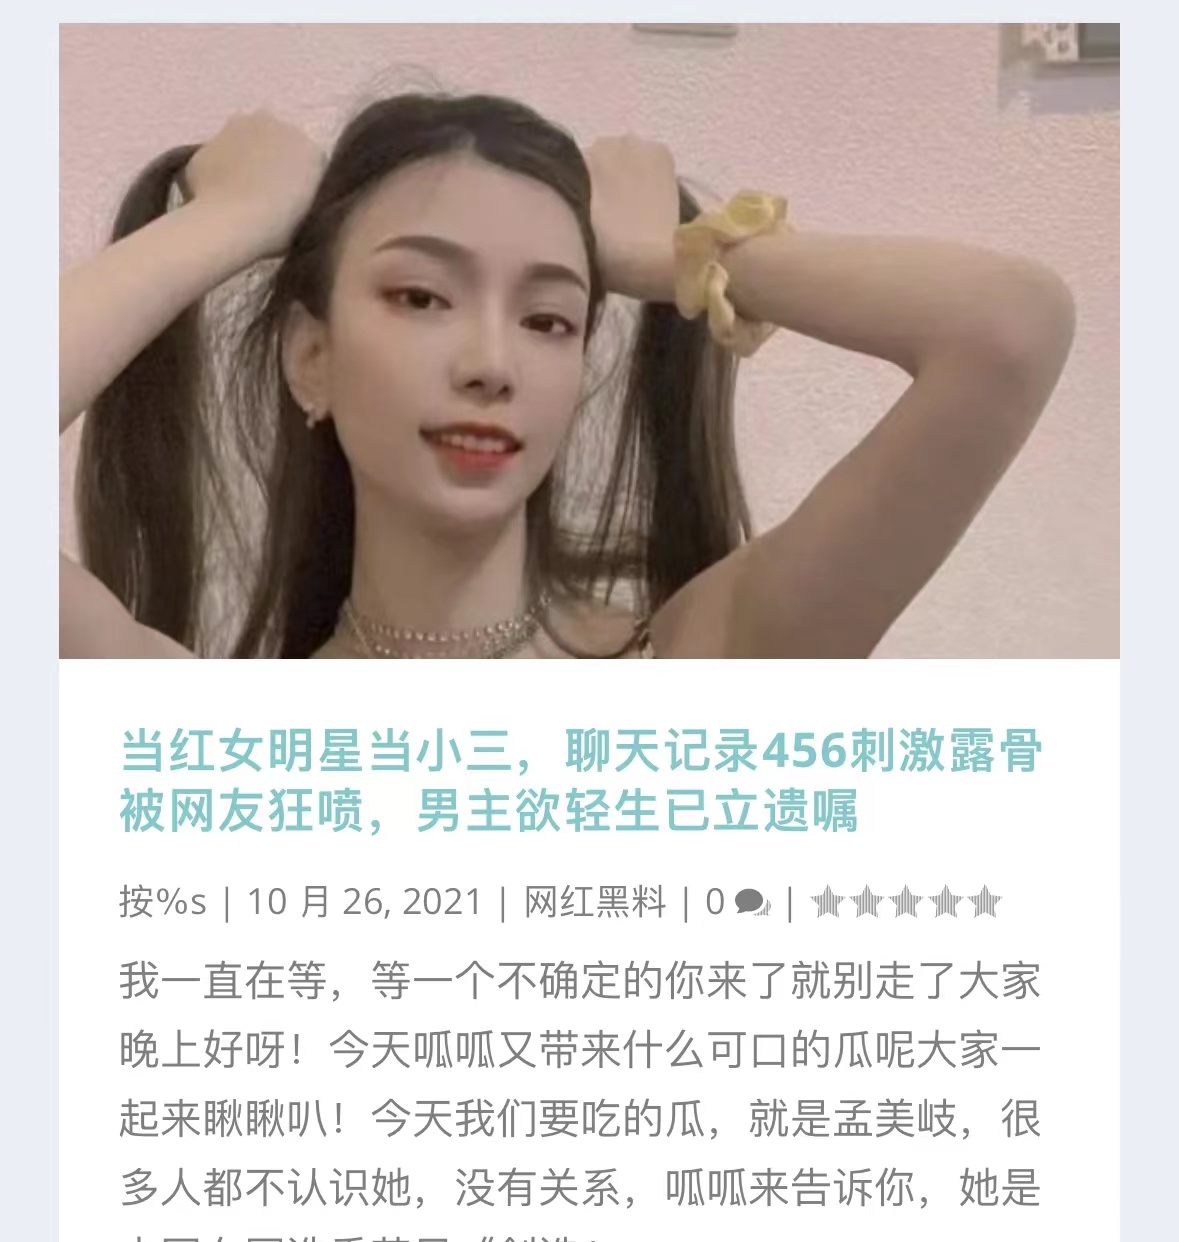 当红女明星当小三，聊天记录456刺激露骨
被网友狂喷，男主欲轻生已立遗嘱
按%s | 10 月 26, 2021 | 网红黑料 | 0 |
我一直在等，等一个不确定的你来了就别走了大家
晚上好呀！今天呱呱又带来什么可口的瓜呢大家一
起来瞅瞅叭！今天我们要吃的瓜，就是孟美岐，很
多人都不认识她，没有关系，呱呱来告诉你，她是